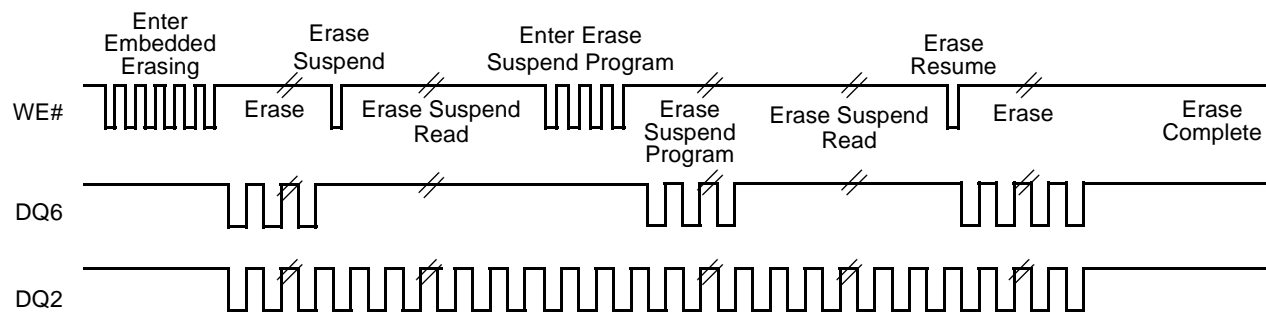 Enter
Embedded
Erasing
Erase
Suspend
Enter Erase
Suspend Program
Erase
Resume
WE#
Erase
Erase Suspend
Read
Erase
Suspend
Program
Erase Suspend
Read
Erase
Erase
Complete
DQ6
DQ2